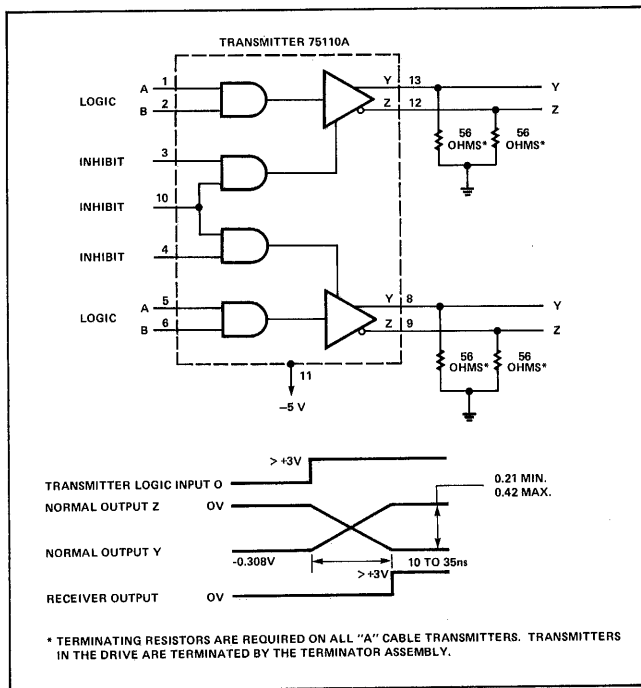 TRANSMITTER 75110A
LOGIC A 1 Y 13 Y
B 2 Z 12 Z
56 OHMS* 56 OHMS*
INHIBIT 3
INHIBIT 10
INHIBIT 4
LOGIC A 5 Y 8 Y
B 6 Z 9 Z
56 OHMS* 56 OHMS*
11
–5 V
> +3V
TRANSMITTER LOGIC INPUT O
0.21 MIN.
0.42 MAX.
NORMAL OUTPUT Z 0V
NORMAL OUTPUT Y -0.308V 10 TO 35ns
>+3V
RECEIVER OUTPUT 0V
* TERMINATING RESISTORS ARE REQUIRED ON ALL "A" CABLE TRANSMITTERS. TRANSMITTERS
IN THE DRIVE ARE TERMINATED BY THE TERMINATOR ASSEMBLY.